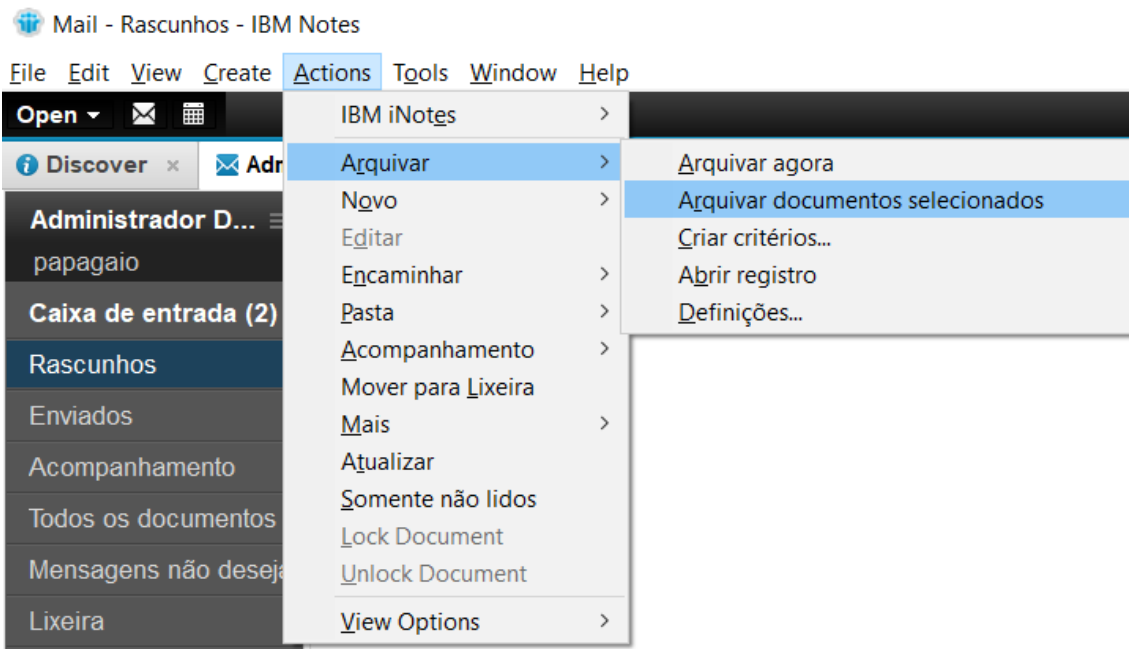 Mail - Rascunhos - IBM Notes
File Edit View Create Actions Tools Window Help
Open
Discover
Administrador D...
papagaio
Caixa de entrada (2)
Rascunhos
Enviados
Acompanhamento
Todos os documentos
Mensagens não
Lixeira
IBM iNotes
Arquivar
Novo
Editar
Encaminhar
Pasta
Acompanhamento
Mover para Lixeira
Mais
Atualizar
Somente não lidos
Lock Document
Unlock Document
View Options
Arquivar agora
Arquivar documentos selecionados
Criar critérios...
Abrir registro
Definições...